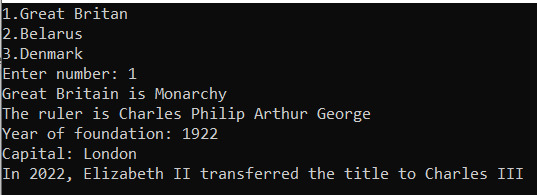 1.Great Britan
2.Belarus
3.Denmark
Enter number: 1
Great Britain is Monarchy
The ruler is Charles Philip Arthur George
Year of foundation: 1922
Capital: London
In 2022, Elizabeth II transferred the title to Charles III